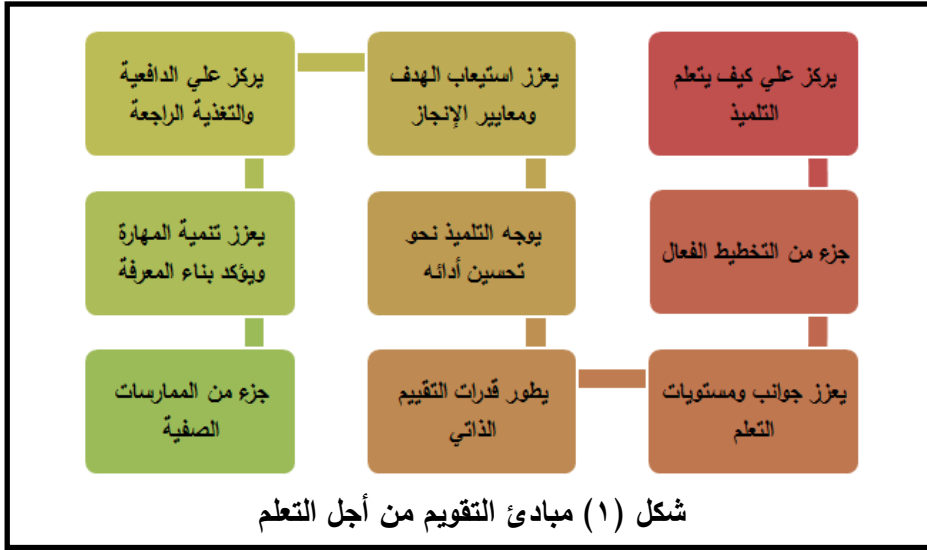 يركز علي كيف يتعلم
التلميذ
جزء من التخطيط الفعال
يعزز جوانب ومستويات
التعلم
يطور قدرات التقييم
الذاتي
يوجه التلميذ نحو
تحسين أدائه
يعزز استيعاب الهدف
ومعايير الإنجاز
يركز علي الدافعية
والتغذية الراجعة
يعزز تنمية المهارة
ويؤكد بناء المعرفة
جزء من الممارسات
الصفية
شكل (١) مبادئ التقويم من أجل التعلم